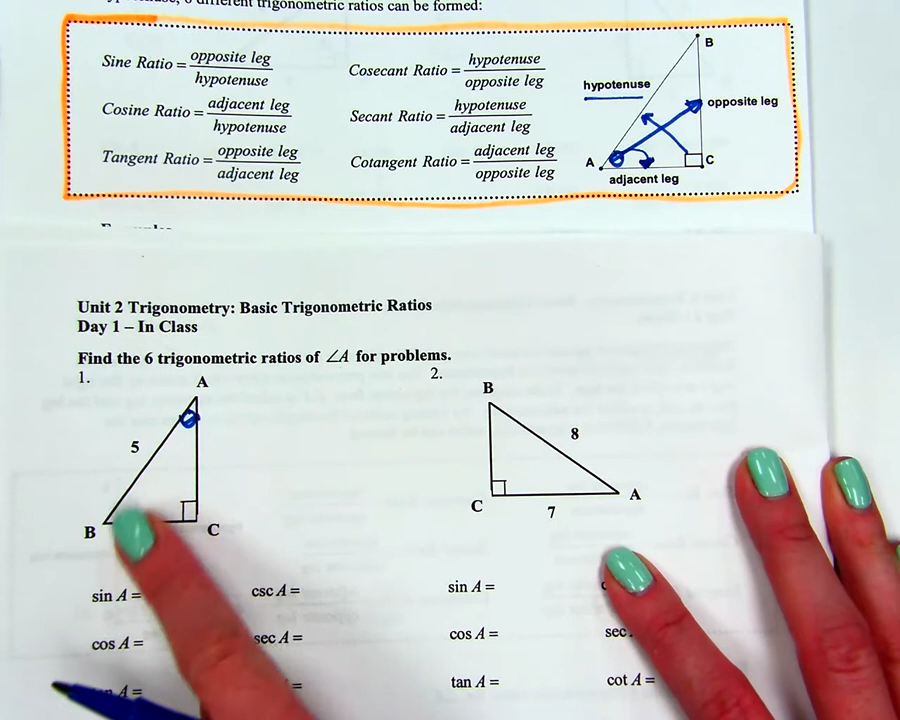 6 different trigonometric ratios can be formed:
Sine Ratio = opposite leg / hypotenuse
Cosecant Ratio = hypotenuse / opposite leg
Cosine Ratio = adjacent leg / hypotenuse
Secant Ratio = hypotenuse / adjacent leg
Tangent Ratio = opposite leg / adjacent leg
Cotangent Ratio = adjacent leg / opposite leg
B
hypotenuse
opposite leg
A
C
adjacent leg
Unit 2 Trigonometry: Basic Trigonometric Ratios
Day 1 – In Class
Find the 6 trigonometric ratios of ∠A for problems.
1.
A
5
B
C
2.
B
8
C
A
7
sin A =
csc A =
cos A =
sec A =
A =
=
sin A =
cos A =
sec
tan A =
cot A =